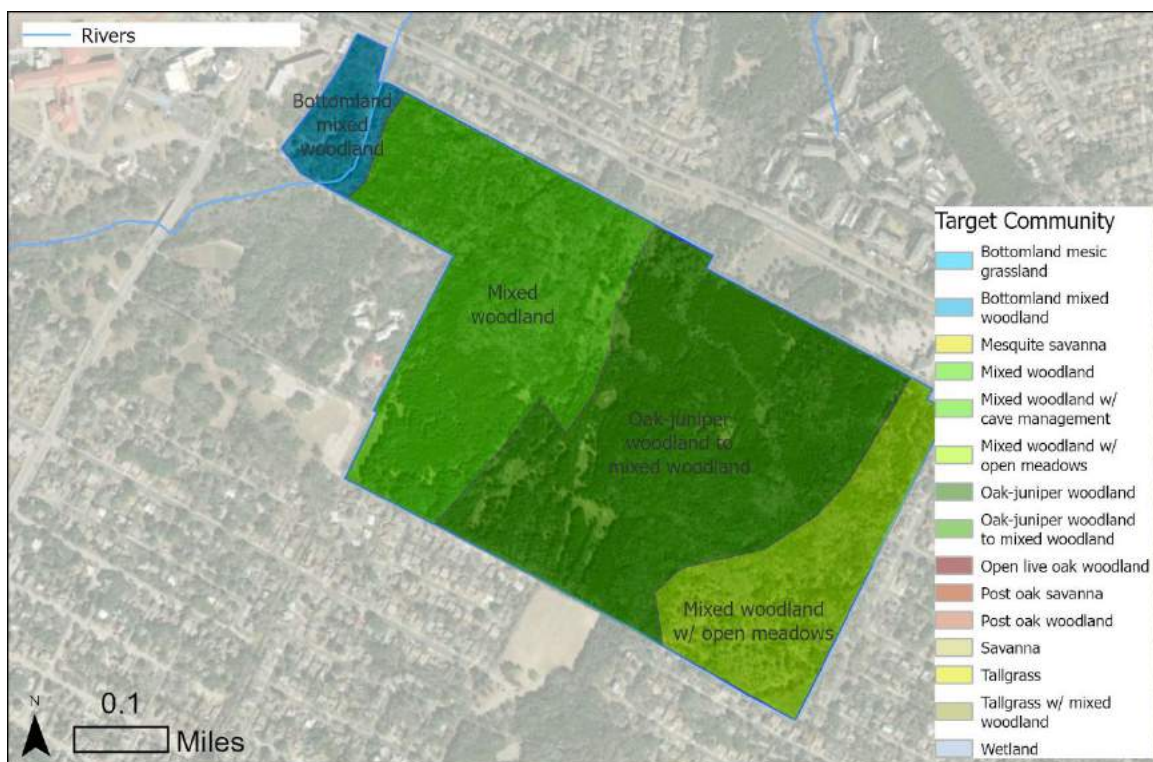 Rivers
Bottomland
mixed
woodland
Mixed
woodland
Oak-juniper
woodland to
mixed woodland
Mixed woodland
w/ open meadows
Target Community
Bottomland mesic
grassland
Bottomland mixed
woodland
Mesquite savanna
Mixed woodland
Mixed woodland w/
cave management
Mixed woodland w/
open meadows
Oak-juniper woodland
Oak-juniper woodland
to mixed woodland
Open live oak woodland
Post oak savanna
Post oak woodland
Savanna
Tallgrass
Tallgrass w/ mixed
woodland
Wetland
N
0.1
Miles